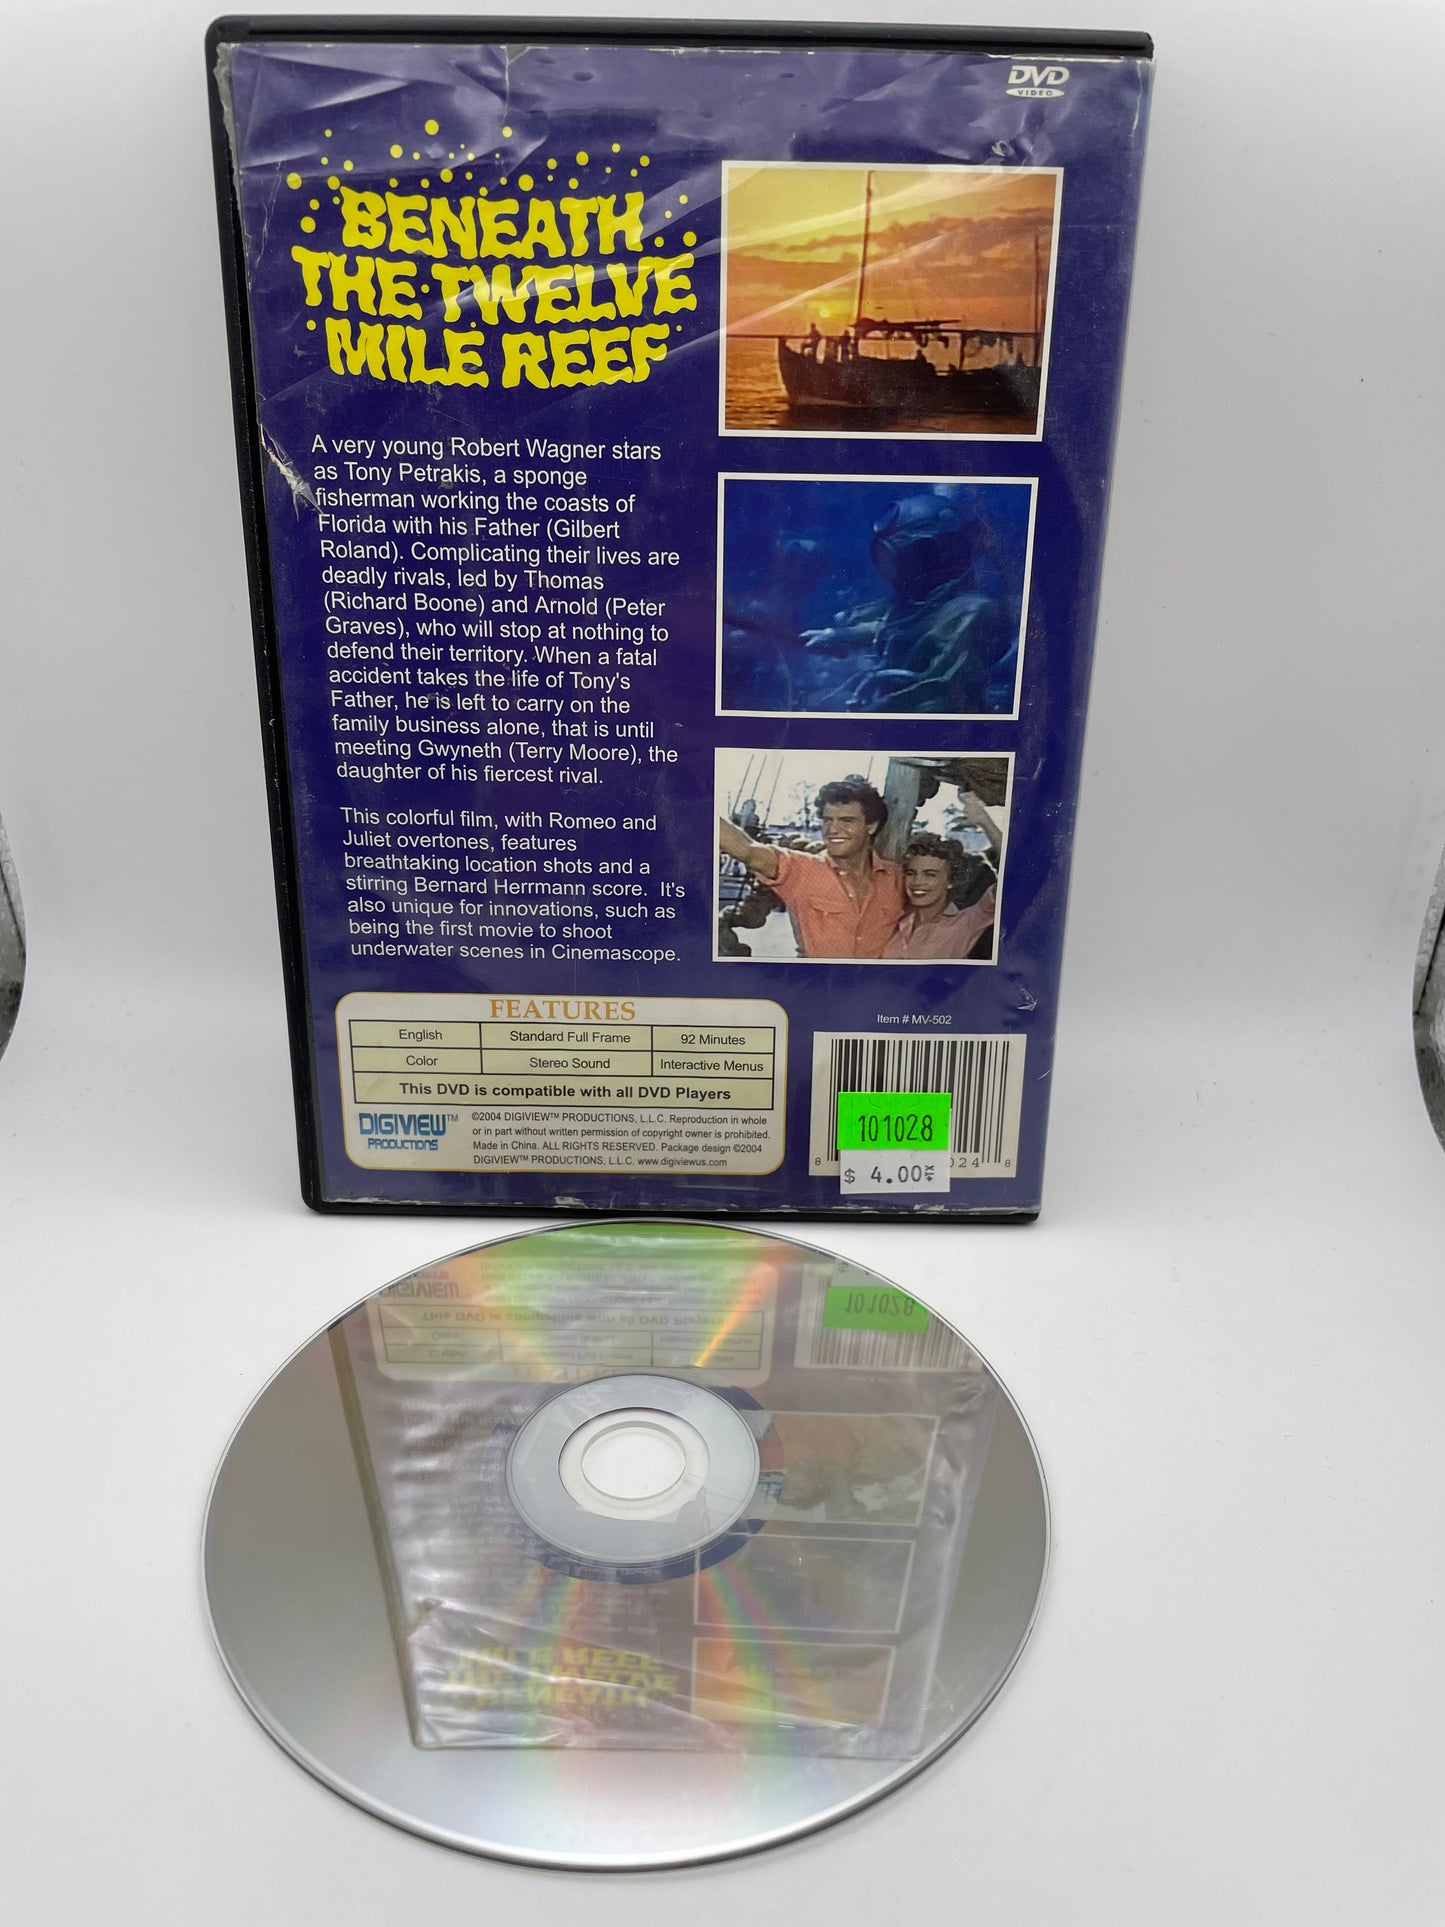 DVD
VIDEO
BENEATH
THE TWELVE
MILE REEF
A very young Robert Wagner stars
as Tony Petrakis, a sponge
fisherman working the coasts of
Florida with his Father (Gilbert
Roland). Complicating their lives are
deadly rivals, led by Thomas
(Richard Boone) and Arnold (Peter
Graves), who will stop at nothing to
defend their territory. When a fatal
accident takes the life of Tony's
Father, he is left to carry on the
family business alone, that is until
meeting Gwyneth (Terry Moore), the
daughter of his fiercest rival.
This colorful film, with Romeo and
Juliet overtones, features
breathtaking location shots and a
stirring Bernard Herrmann score. It's
also unique for innovations, such as
being the first movie to shoot
underwater scenes in Cinemascope.
FEATURES
English Standard Full Frame 92 Minutes
Color Stereo Sound Interactive Menus
This DVD is compatible with all DVD Players
DIGIVIEW™
PRODUCTIONS
©2004 DIGIVIEW™ PRODUCTIONS, L.L.C. Reproduction in whole
or in part without written permission of copyright owner is prohibited.
Made in China. ALL RIGHTS RESERVED. Package design ©2004
DIGIVIEW™ PRODUCTIONS, L.L.C. www.digiviewus.com
Item # MV-502
101028
$ 4.00
8 024 8